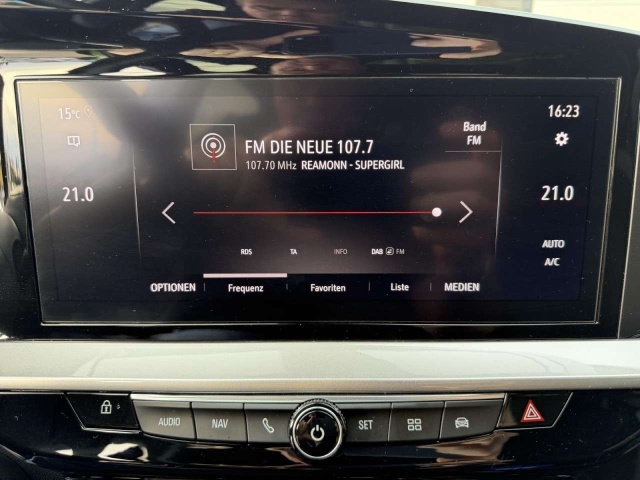 15°C
16:23
FM DIE NEUE 107.7
Band
FM
107.70 MHz REAMONN - SUPERGIRL
21.0
21.0
RDS TA INFO DAB FM
AUTO
A/C
OPTIONEN Frequenz Favoriten Liste MEDIEN
AUDIO NAV SET